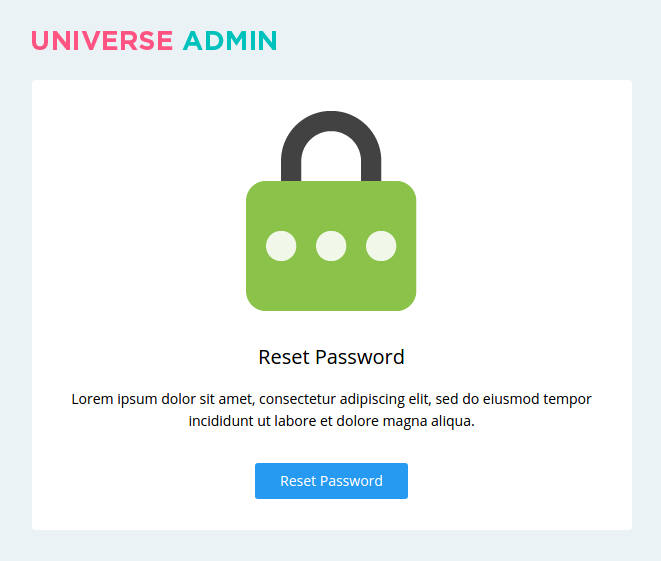 UNIVERSE ADMIN
Reset Password
Lorem ipsum dolor sit amet, consectetur adipiscing elit, sed do eiusmod tempor
incididunt ut labore et dolore magna aliqua.
Reset Password